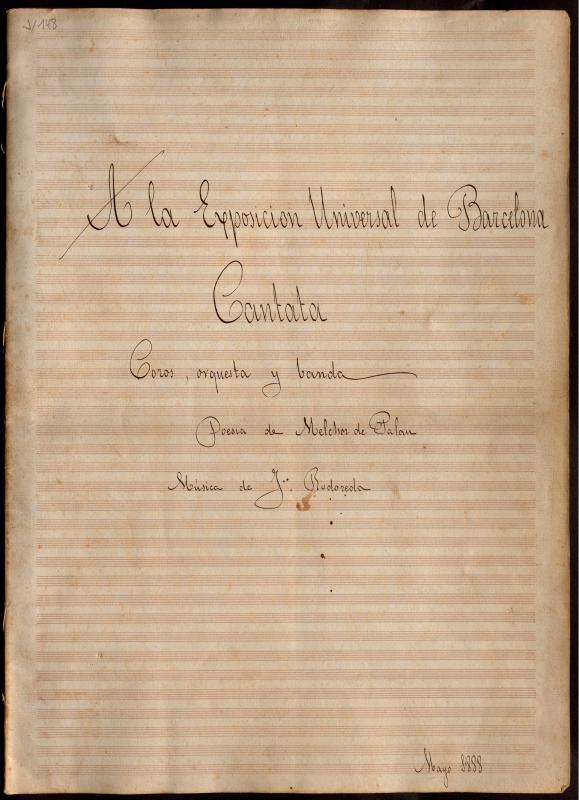 J/143
A la Exposicion Universal de Barcelona
Cantata
Coros, orquesta y banda
Poesia de Melchor de Palau
Música de Jn. Rodoreda
Mayo 1888